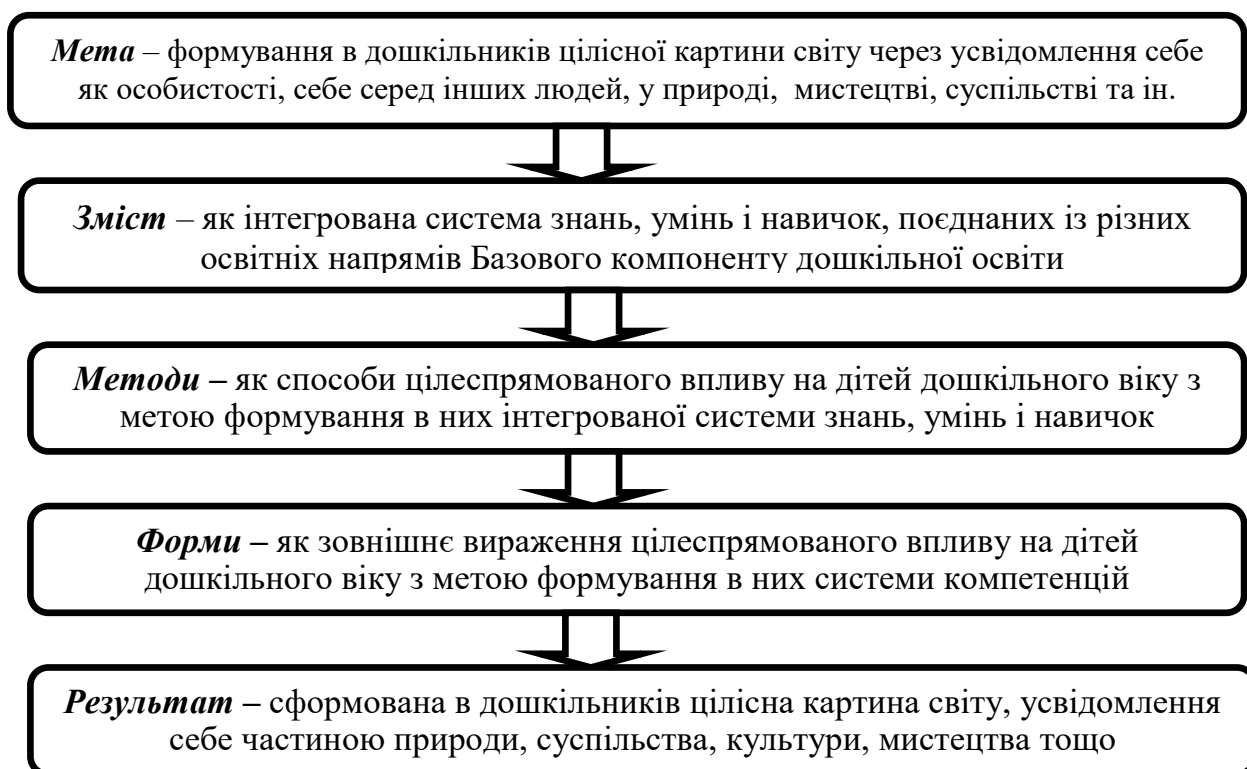 Мета – формування в дошкільників цілісної картини світу через усвідомлення себе
як особистості, себе серед інших людей, у природі, мистецтві, суспільстві та ін.
Зміст – як інтегрована система знань, умінь і навичок, поєднаних із різних
освітніх напрямів Базового компоненту дошкільної освіти
Методи – як способи цілеспрямованого впливу на дітей дошкільного віку з
метою формування в них інтегрованої системи знань, умінь і навичок
Форми – як зовнішнє вираження цілеспрямованого впливу на дітей
дошкільного віку з метою формування в них системи компетенцій
Результат – сформована в дошкільників цілісна картина світу, усвідомлення
себе частиною природи, суспільства, культури, мистецтва тощо